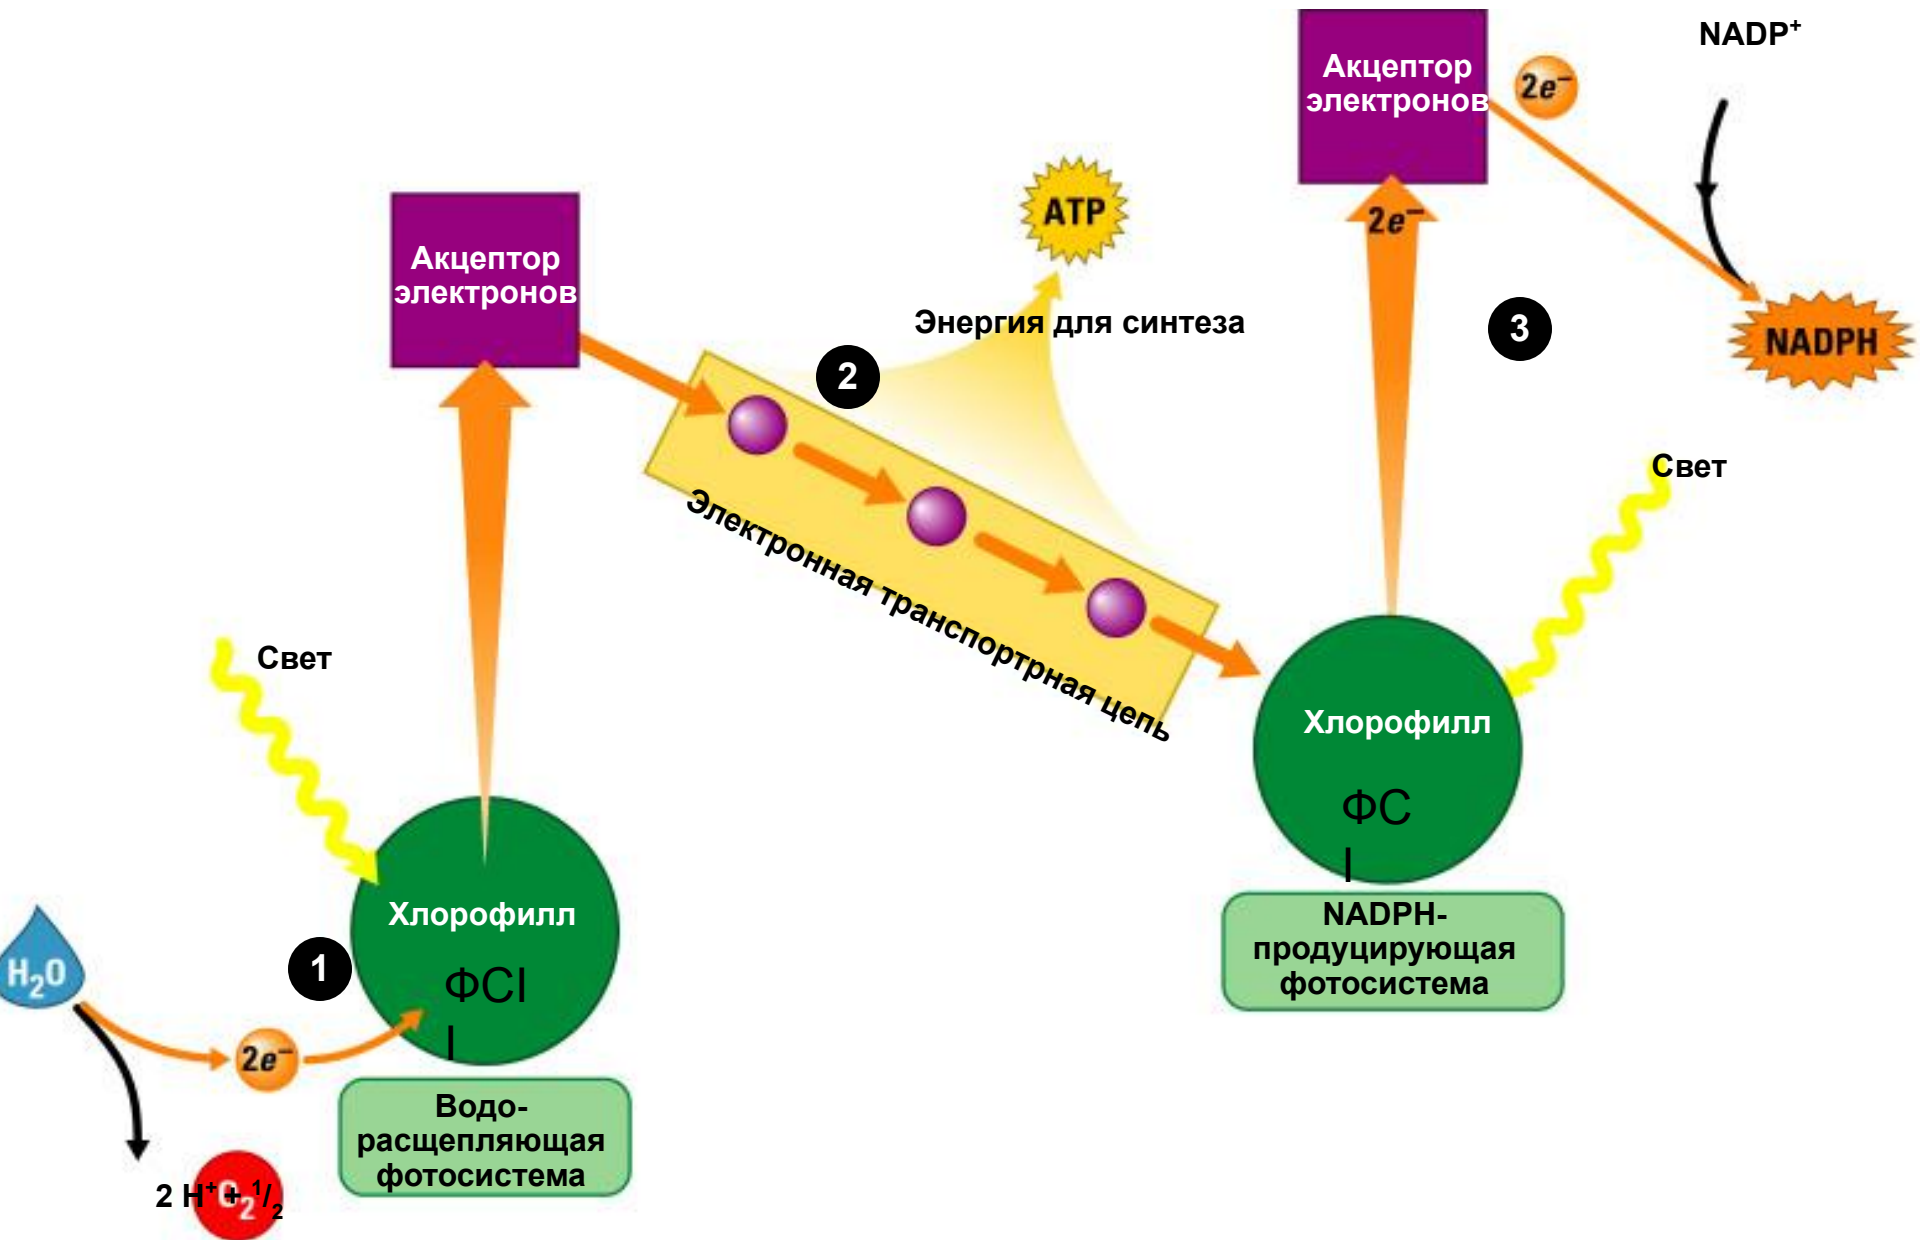 NADP⁺
Акцептор
электронов
2e⁻
2e⁻
ATP
Акцептор
электронов
Энергия для синтеза
2
3
NADPH
Свет
Электронная транспортрная цепь
Свет
Хлорофилл
ФС
I
NADPH-
продуцирующая
фотосистема
Хлорофилл
1
ФСI
I
H₂O
2e⁻
Водо-
расщепляющая
фотосистема
2 H⁺ + ¹/₂
O₂